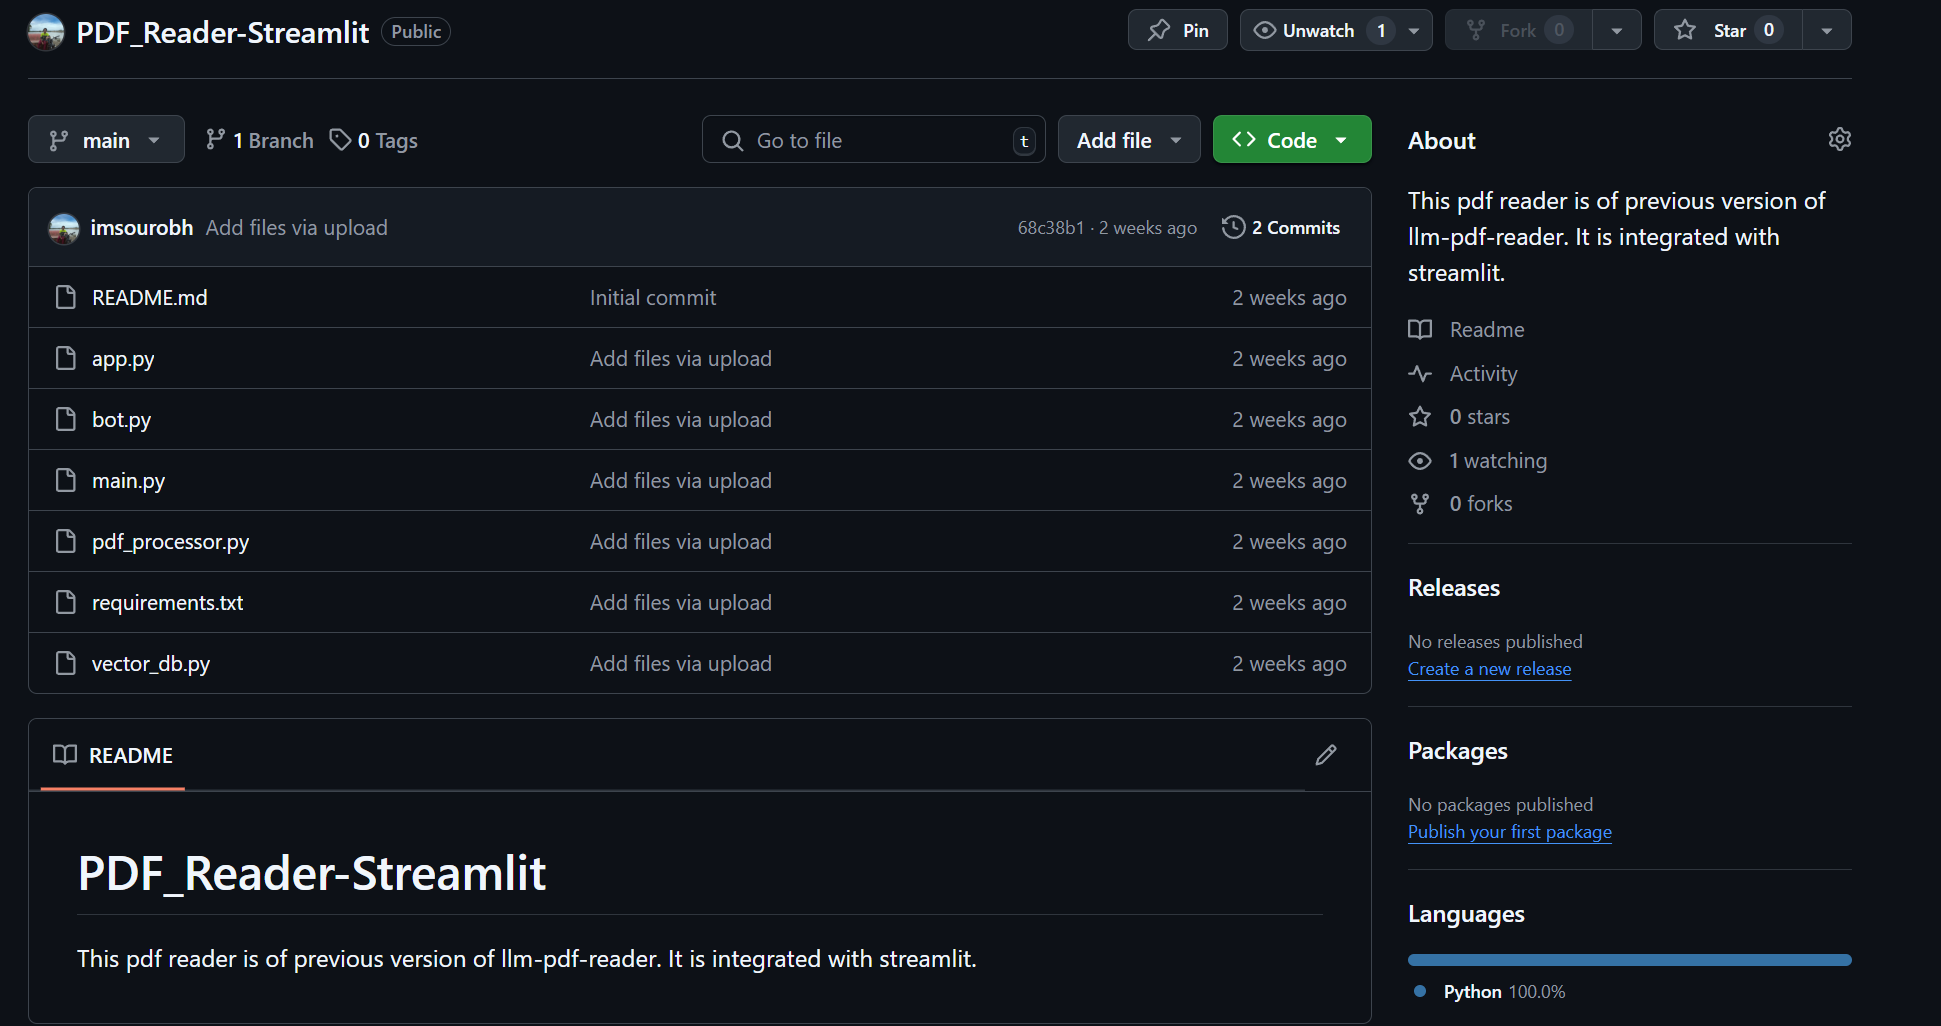 PDF_Reader-Streamlit Public Pin Unwatch 1 Fork 0 Star 0
main 1 Branch 0 Tags Go to file t Add file Code
imsourobh Add files via upload 68c38b1 · 2 weeks ago 2 Commits
README.md Initial commit 2 weeks ago
app.py Add files via upload 2 weeks ago
bot.py Add files via upload 2 weeks ago
main.py Add files via upload 2 weeks ago
pdf_processor.py Add files via upload 2 weeks ago
requirements.txt Add files via upload 2 weeks ago
vector_db.py Add files via upload 2 weeks ago
README
PDF_Reader-Streamlit
This pdf reader is of previous version of llm-pdf-reader. It is integrated with streamlit.
About
This pdf reader is of previous version of
llm-pdf-reader. It is integrated with
streamlit.
Readme
Activity
0 stars
1 watching
0 forks
Releases
No releases published
Create a new release
Packages
No packages published
Publish your first package
Languages
Python 100.0%